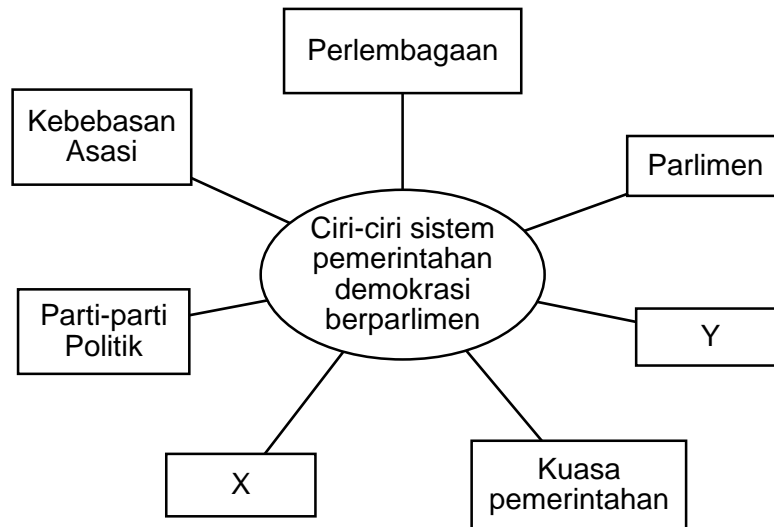 Perlembagaan
Kebebasan
Asasi
Parlimen
Ciri-ciri sistem
pemerintahan
demokrasi
berparlimen
Parti-parti
Politik
Y
X
Kuasa
pemerintahan